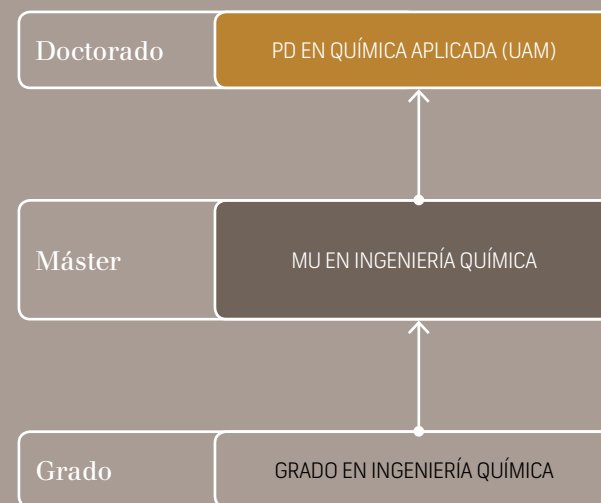 Doctorado
PD EN QUÍMICA APLICADA (UAM)
Máster
MU EN INGENIERÍA QUÍMICA
Grado
GRADO EN INGENIERÍA QUÍMICA